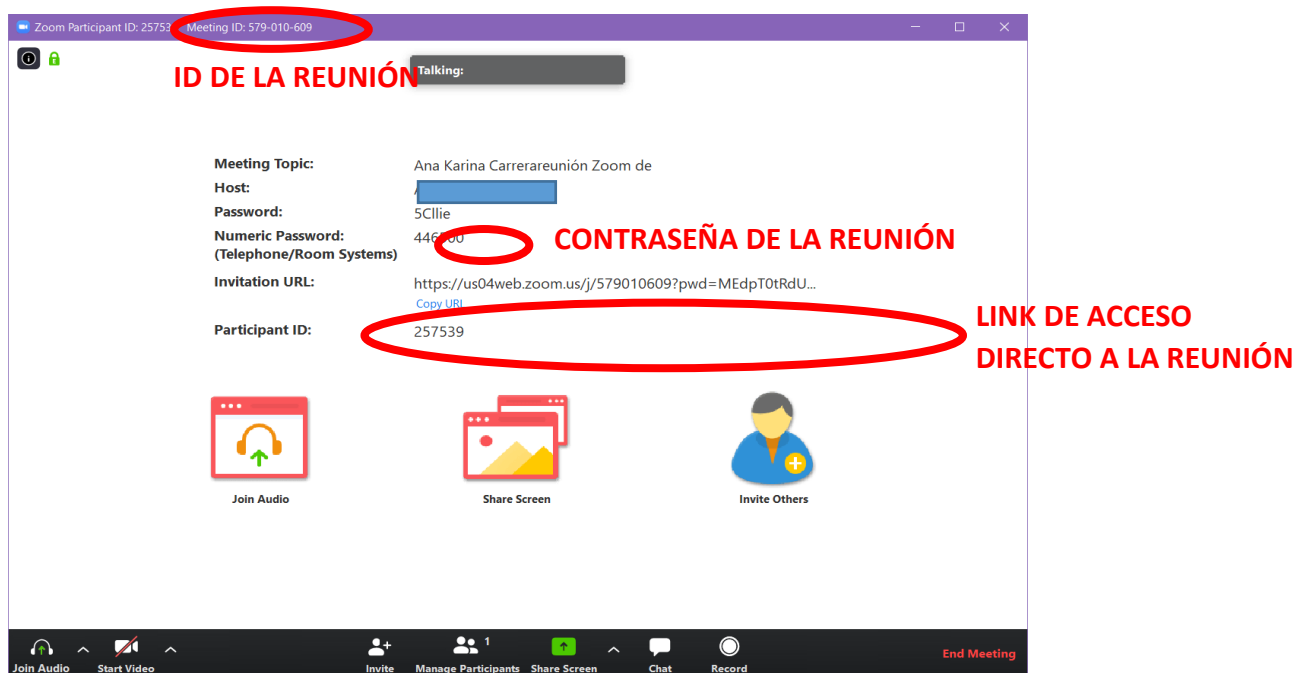 Zoom Participant ID: 25753 Meeting ID: 579-010-609
ID DE LA REUNIÓN
Talking:
Meeting Topic: Ana Karina Carrerareunión Zoom de
Host:
Password: 5Cllie
Numeric Password:
(Telephone/Room Systems)
CONTRASEÑA DE LA REUNIÓN
Invitation URL: https://us04web.zoom.us/j/579010609?pwd=MEdpT0tRdU...
Copy URL
Participant ID: 257539
LINK DE ACCESO
DIRECTO A LA REUNIÓN
Join Audio Share Screen Invite Others
1
Join Audio Start Video Invite Manage Participants Share Screen Chat Record End Meeting